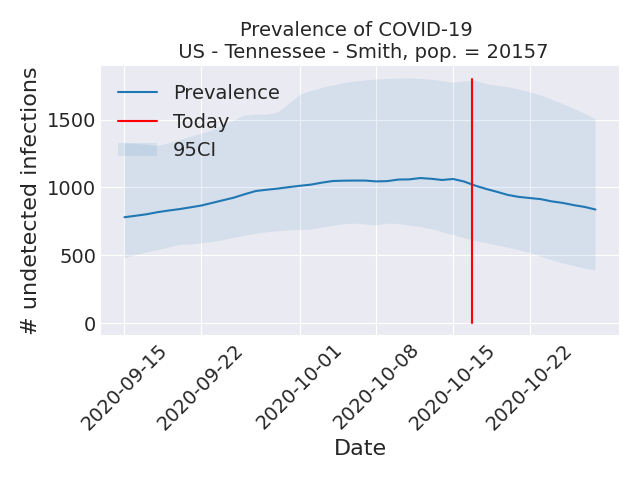 Prevalence of COVID-19
US - Tennessee - Smith, pop. = 20157
# undetected infections
1500
1000
500
0
Prevalence
Today
95CI
2020-09-15
2020-09-22
2020-10-01
2020-10-08
2020-10-15
2020-10-22
Date